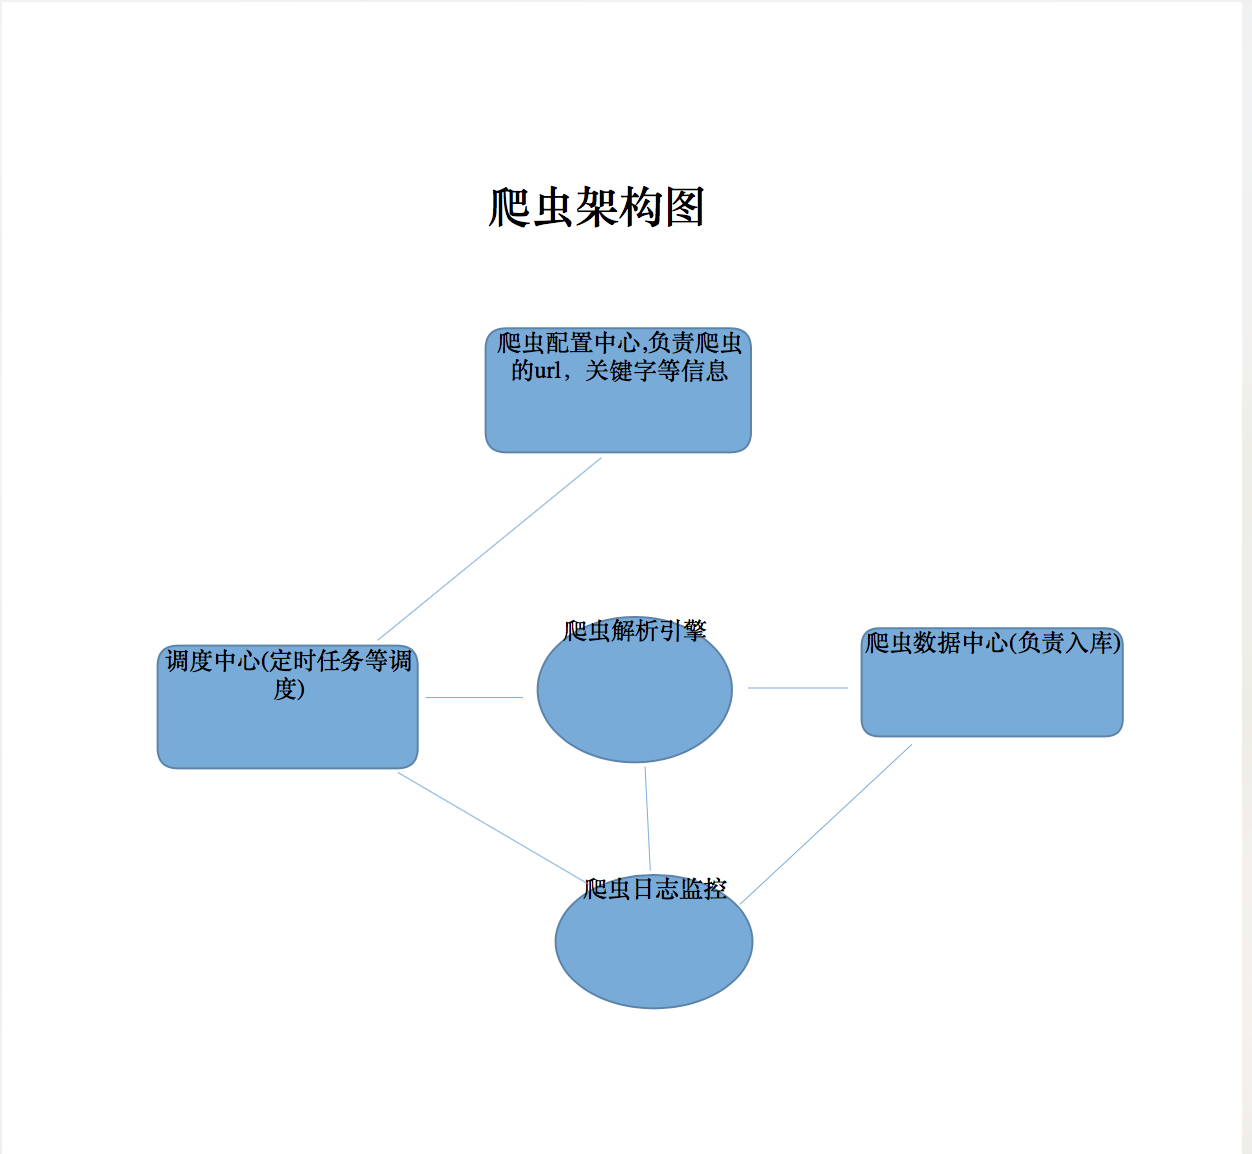 爬虫架构图
爬虫配置中心,负责爬虫
的url，关键字等信息
爬虫解析引擎
爬虫数据中心(负责入库)
调度中心(定时任务等调
度)
爬虫日志监控